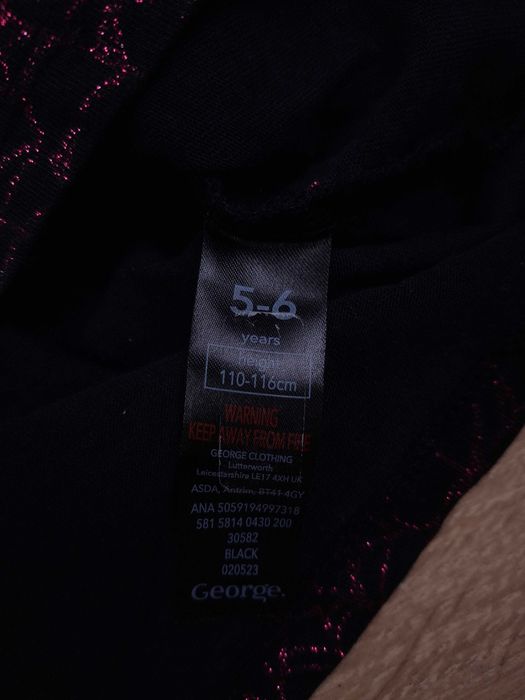 5-6
years
height
110-116cm
WARNING
KEEP AWAY FROM FIRE
GEORGE CLOTHING
Lutterworth
Leicestershire LE17 4XH UK
ASDA, Antrim, BT41 4GY
ANA 5059194997318
581 5814 0430 200
30582
BLACK
020523
George.